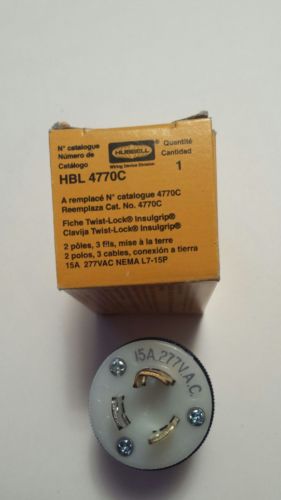 N° catalogue
Número de
Catálogo
HUBBELL
Wiring Device Division
Quantité
Cantidad
HBL 4770C
1
A remplacé N° catalogue 4770C
Reemplaza Cat. No. 4770C
Fiche Twist-Lock® Insulgrip®
Clavija Twist-Lock® Insulgrip®
2 pôles, 3 fils, mise à la terre
2 polos, 3 cables, conexión a tierra
15A 277VAC NEMA L7-15P
15A.277V.A.C.